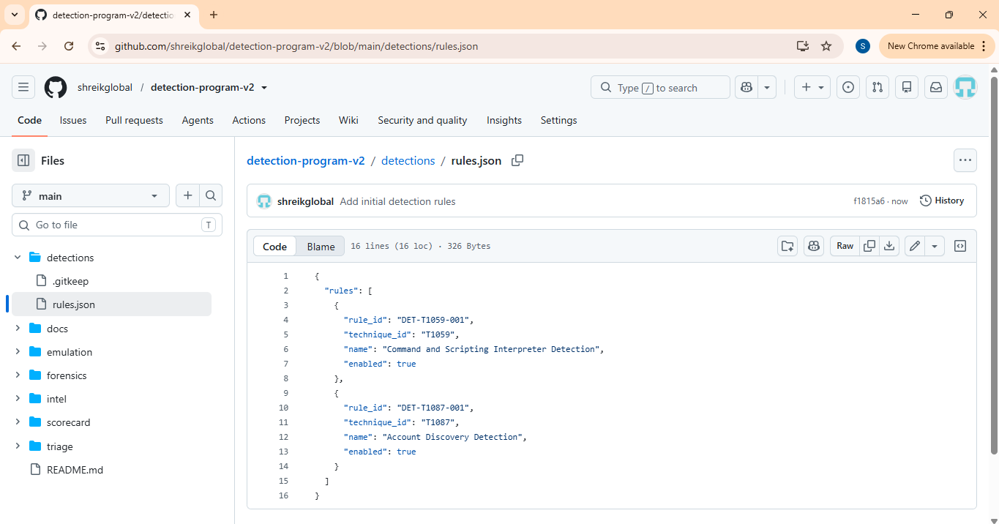 detection-program-v2/detectio
github.com/shreikglobal/detection-program-v2/blob/main/detections/rules.json
S
New Chrome available
shreikglobal / detection-program-v2
Type / to search
Code Issues Pull requests Agents Actions Projects Wiki Security and quality Insights Settings
Files
main
Go to file
T
detections
.gitkeep
rules.json
docs
emulation
forensics
intel
scorecard
triage
README.md
detection-program-v2 / detections / rules.json
shreikglobal Add initial detection rules
f1815a6 · now
History
Code Blame 16 lines (16 loc) · 326 Bytes
Raw
1 {
2 "rules": [
3 {
4 "rule_id": "DET-T1059-001",
5 "technique_id": "T1059",
6 "name": "Command and Scripting Interpreter Detection",
7 "enabled": true
8 },
9 {
10 "rule_id": "DET-T1087-001",
11 "technique_id": "T1087",
12 "name": "Account Discovery Detection",
13 "enabled": true
14 }
15 ]
16 }